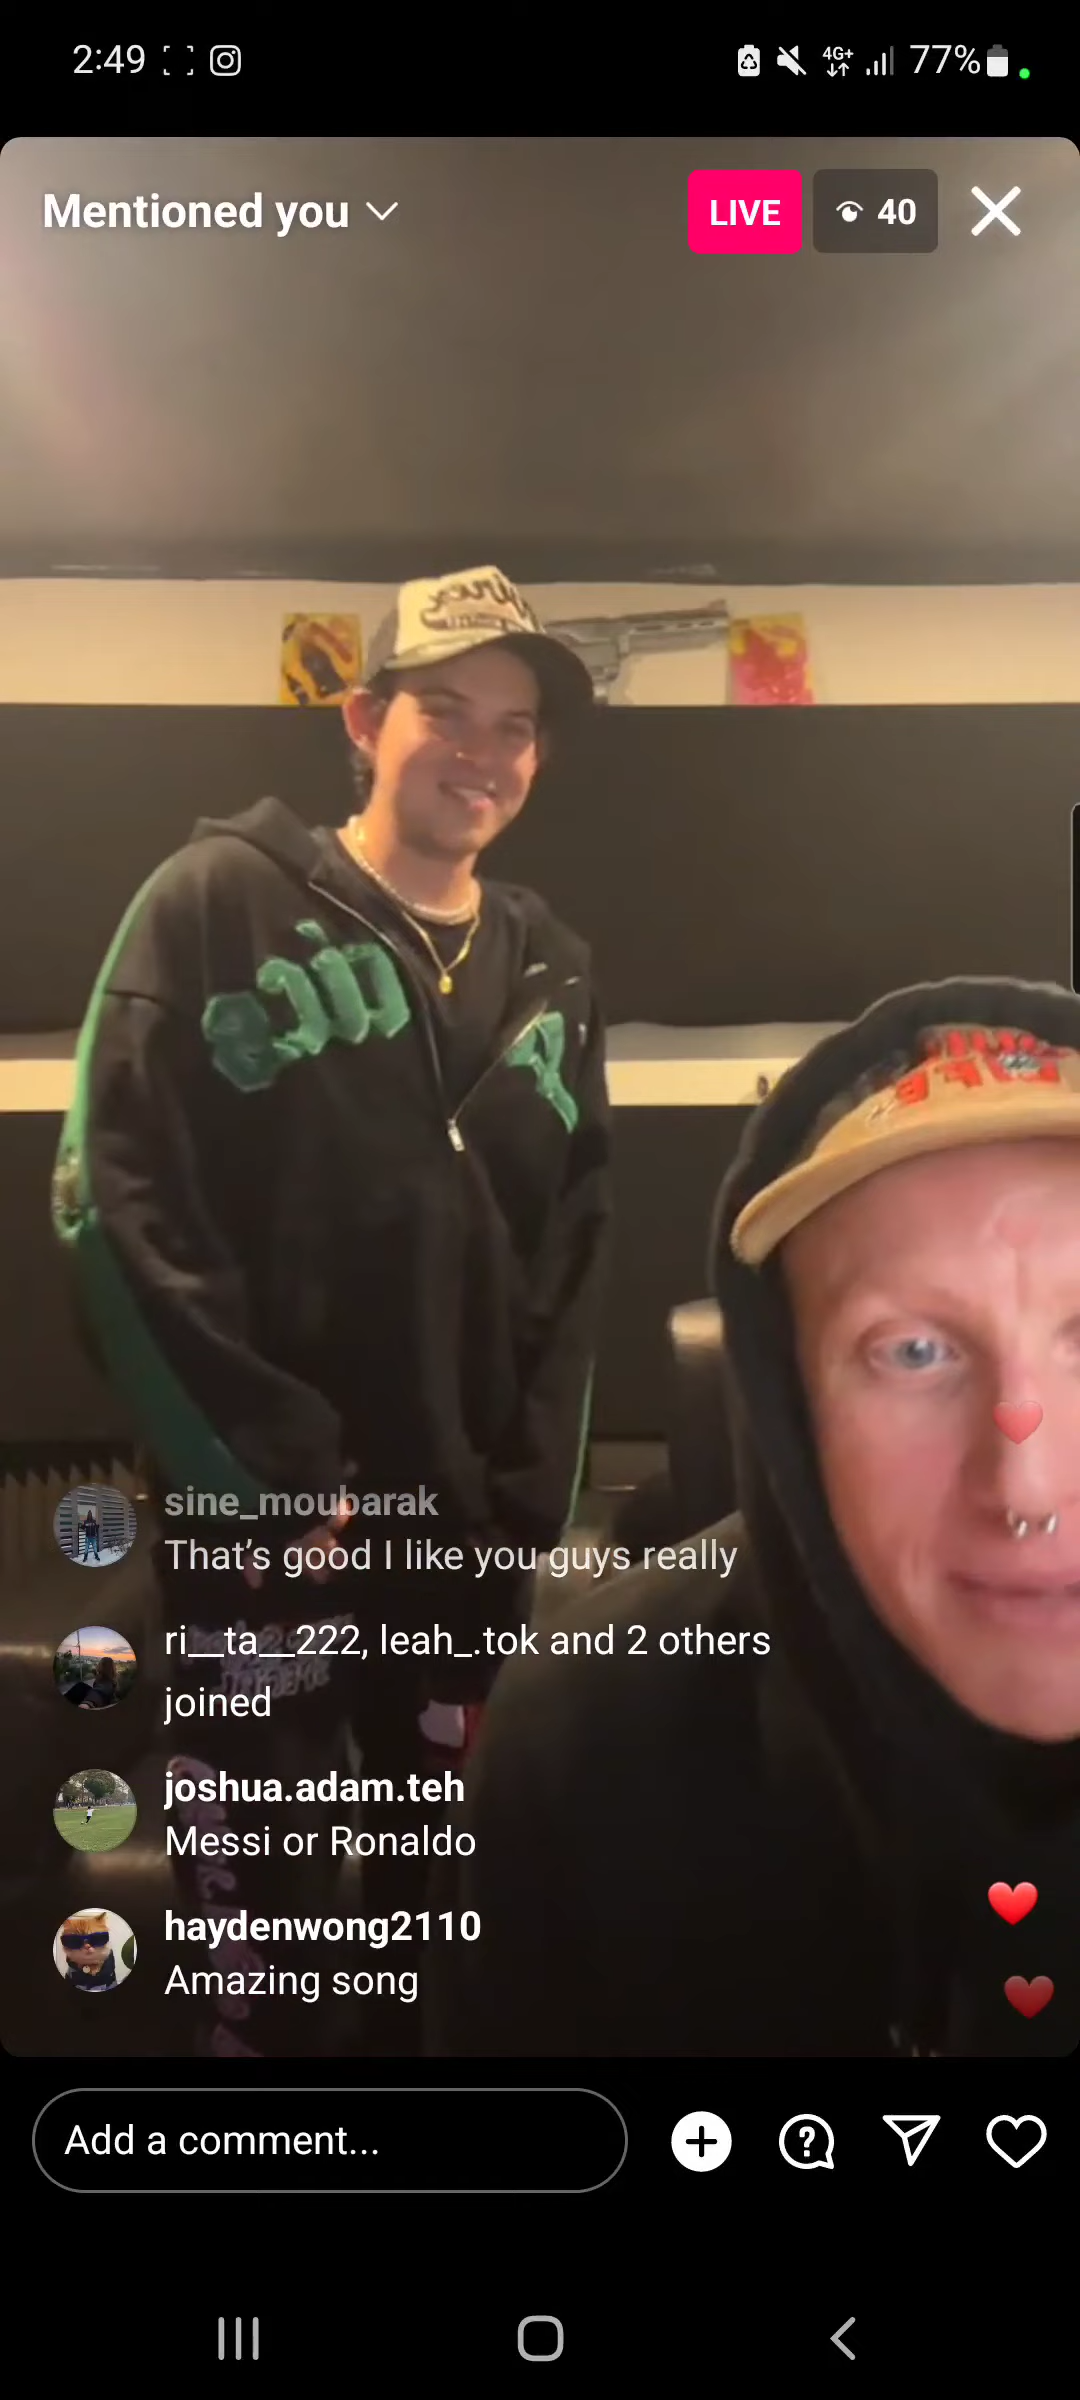 2:49
4G+
77%
Mentioned you
LIVE
40
sine_moubarak
That's good I like you guys really
ri__ta__222, leah_.tok and 2 others
joined
joshua.adam.teh
Messi or Ronaldo
haydenwong2110
Amazing song
Add a comment...